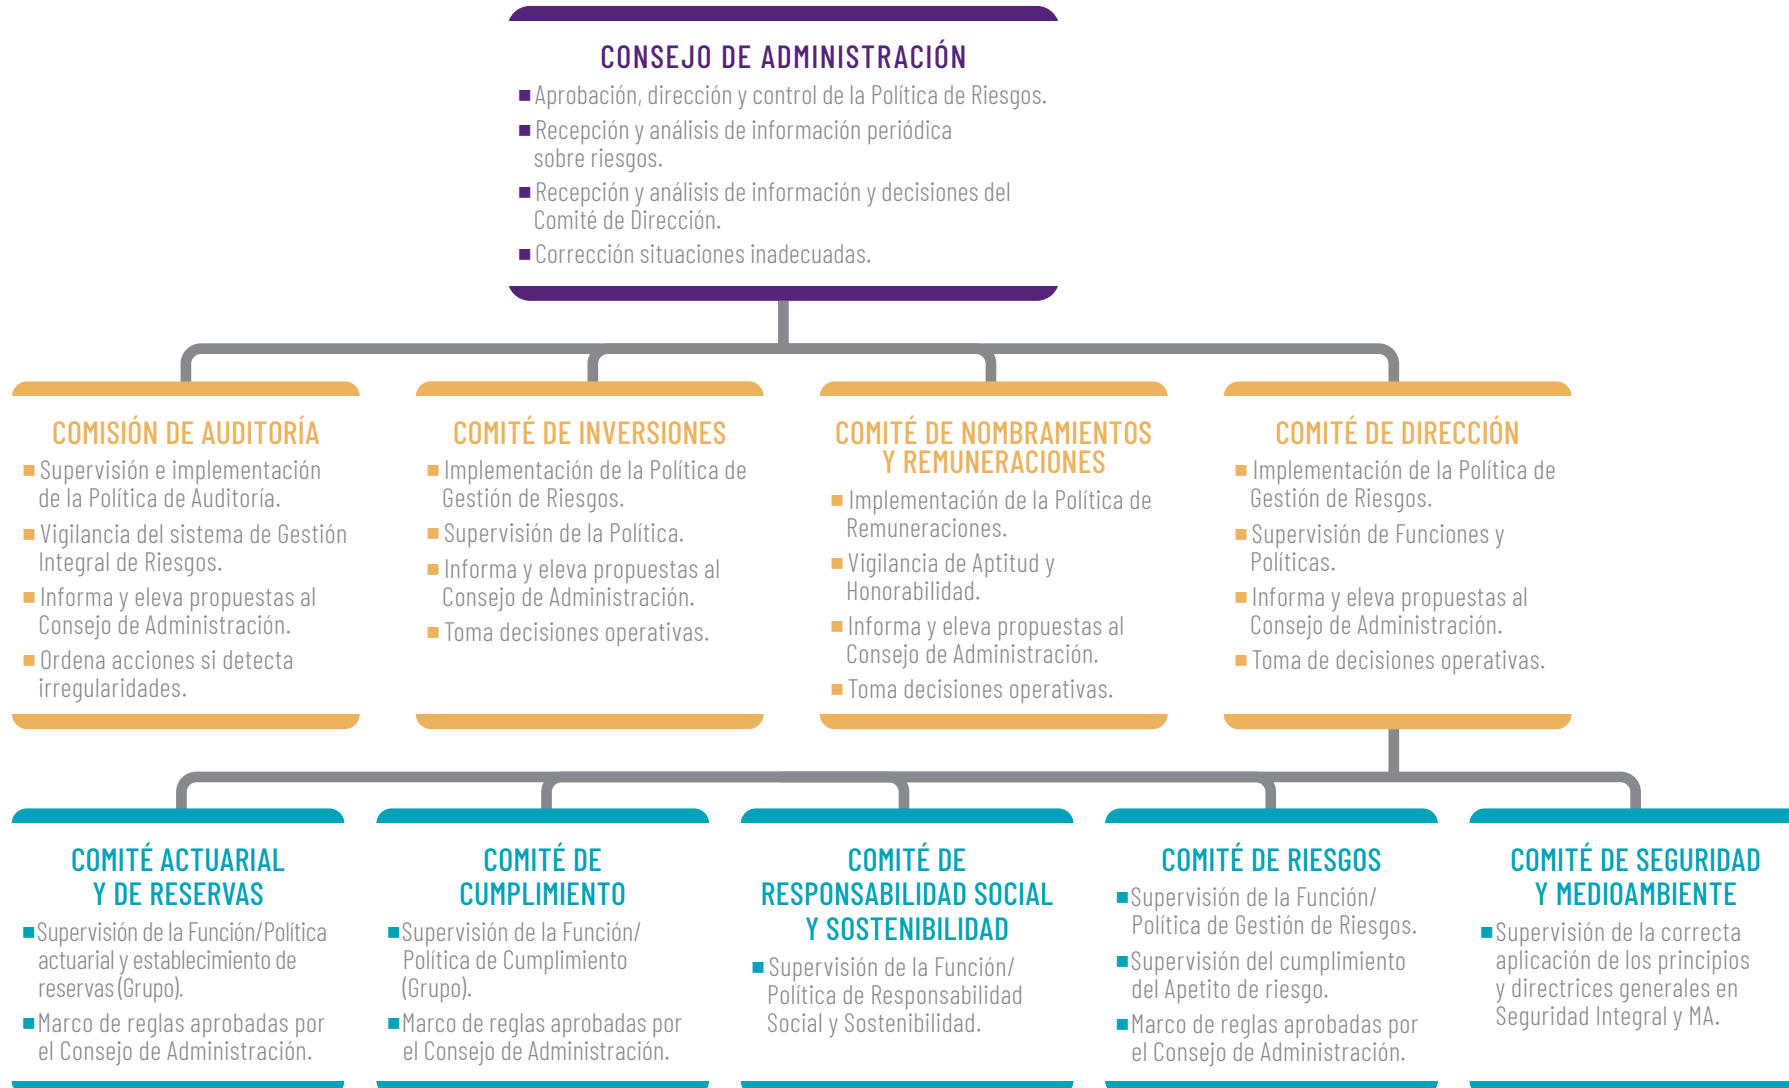 CONSEJO DE ADMINISTRACIÓN
Aprobación, dirección y control de la Política de Riesgos.
Recepción y análisis de información periódica
sobre riesgos.
Recepción y análisis de información y decisiones del
Comité de Dirección.
Corrección situaciones inadecuadas.
COMISIÓN DE AUDITORÍA
Supervisión e implementación
de la Política de Auditoría.
Vigilancia del sistema de Gestión
Integral de Riesgos.
Informa y eleva propuestas al
Consejo de Administración.
Ordena acciones si detecta
irregularidades.
COMITÉ DE INVERSIONES
Implementación de la Política de
Gestión de Riesgos.
Supervisión de la Política.
Informa y eleva propuestas al
Consejo de Administración.
Toma decisiones operativas.
COMITÉ DE NOMBRAMIENTOS
Y REMUNERACIONES
Implementación de la Política de
Remuneraciones.
Vigilancia de Aptitud y
Honorabilidad.
Informa y eleva propuestas al
Consejo de Administración.
Toma decisiones operativas.
COMITÉ DE DIRECCIÓN
Implementación de la Política de
Gestión de Riesgos.
Supervisión de Funciones y
Políticas.
Informa y eleva propuestas al
Consejo de Administración.
Toma de decisiones operativas.
COMITÉ ACTUARIAL
Y DE RESERVAS
Supervisión de la Función/Política
actuarial y establecimiento de
reservas (Grupo).
Marco de reglas aprobadas por
el Consejo de Administración.
COMITÉ DE
CUMPLIMIENTO
Supervisión de la Función/
Política de Cumplimiento
(Grupo).
Marco de reglas aprobadas por
el Consejo de Administración.
COMITÉ DE
RESPONSABILIDAD SOCIAL
Y SOSTENIBILIDAD
Supervisión de la Función/
Política de Responsabilidad
Social y Sostenibilidad.
COMITÉ DE RIESGOS
Supervisión de la Función/
Política de Gestión de Riesgos.
Supervisión del cumplimiento
del Apetito de riesgo.
Marco de reglas aprobadas por
el Consejo de Administración.
COMITÉ DE SEGURIDAD
Y MEDIOAMBIENTE
Supervisión de la correcta
aplicación de los principios
y directrices generales en
Seguridad Integral y MA.